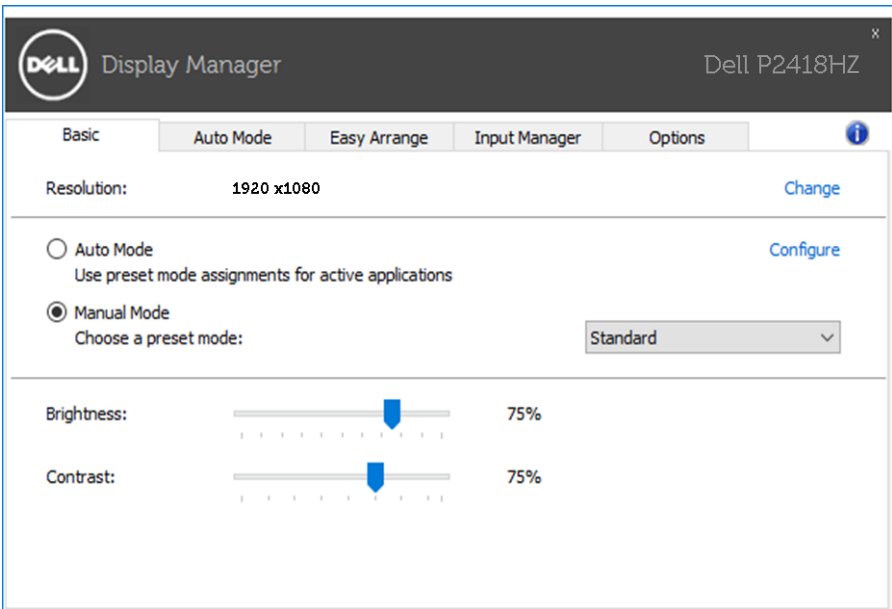 x
DELL Display Manager Dell P2418HZ
Basic Auto Mode Easy Arrange Input Manager Options i
Resolution: 1920 x1080 Change
Auto Mode Configure
Use preset mode assignments for active applications
Manual Mode
Choose a preset mode: Standard
Brightness: 75%
Contrast: 75%